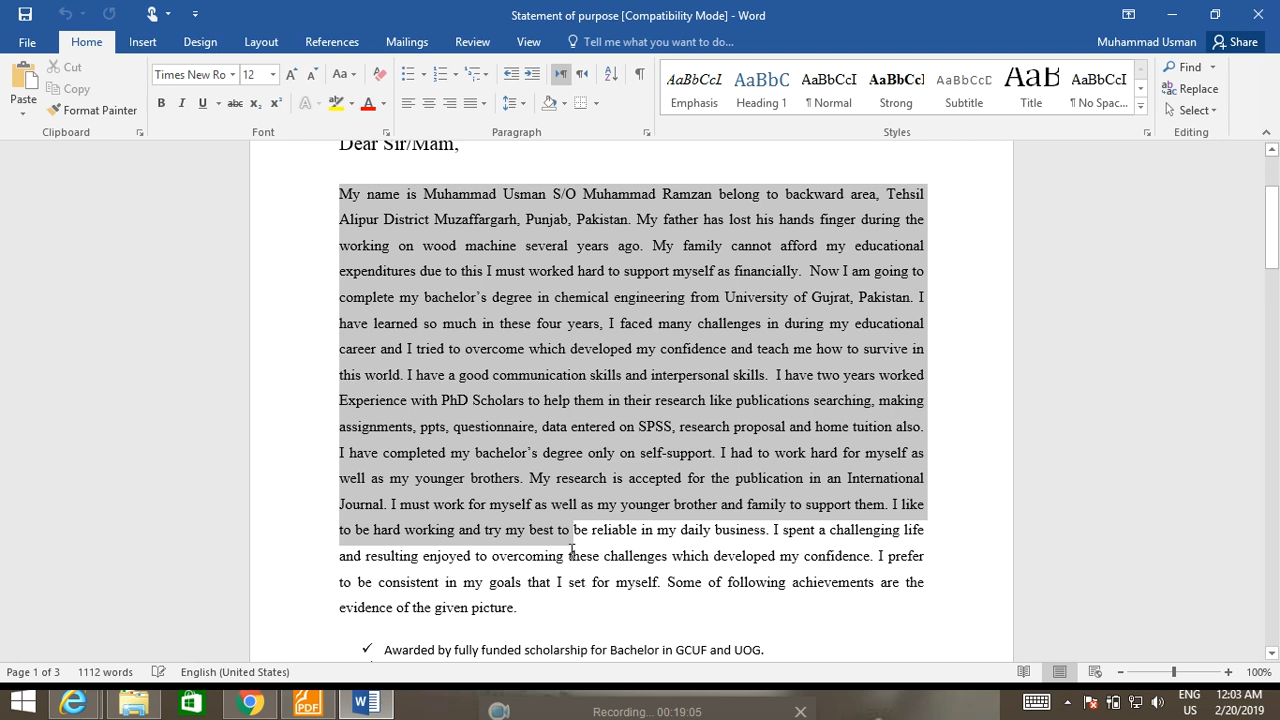 Statement of purpose [Compatibility Mode] - Word
File Home Insert Design Layout References Mailings Review View Tell me what you want to do... Muhammad Usman Share
Paste
Cut
Copy
Format Painter
Times New Ro 12
AaBbCcI AaBbC AaBbCcI AaBbCcI AaBbCcC AaB AaBbCcI
Emphasis Heading 1 ¶ Normal Strong Subtitle Title ¶ No Spac...
Find
Replace
Select
Clipboard Font Paragraph Styles Editing
Dear Sir/Mam,
My name is Muhammad Usman S/O Muhammad Ramzan belong to backward area, Tehsil
Alipur District Muzaffargarh, Punjab, Pakistan. My father has lost his hands finger during the
working on wood machine several years ago. My family cannot afford my educational
expenditures due to this I must worked hard to support myself as financially. Now I am going to
complete my bachelor's degree in chemical engineering from University of Gujrat, Pakistan. I
have learned so much in these four years, I faced many challenges in during my educational
career and I tried to overcome which developed my confidence and teach me how to survive in
this world. I have a good communication skills and interpersonal skills. I have two years worked
Experience with PhD Scholars to help them in their research like publications searching, making
assignments, ppts, questionnaire, data entered on SPSS, research proposal and home tuition also.
I have completed my bachelor's degree only on self-support. I had to work hard for myself as
well as my younger brothers. My research is accepted for the publication in an International
Journal. I must work for myself as well as my younger brother and family to support them. I like
to be hard working and try my best to be reliable in my daily business. I spent a challenging life
and resulting enjoyed to overcoming these challenges which developed my confidence. I prefer
to be consistent in my goals that I set for myself. Some of following achievements are the
evidence of the given picture.
✓ Awarded by fully funded scholarship for Bachelor in GCUF and UOG.
Page 1 of 3 1112 words English (United States) 100%
Recording... 00:19:05
ENG
US
12:03 AM
2/20/2019